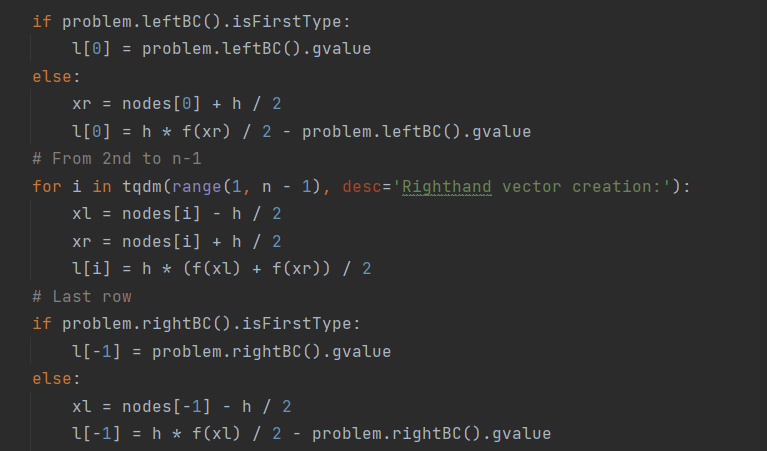 if problem.leftBC().isFirstType:
    l[0] = problem.leftBC().gvalue
else:
    xr = nodes[0] + h / 2
    l[0] = h * f(xr) / 2 - problem.leftBC().gvalue
# From 2nd to n-1
for i in tqdm(range(1, n - 1), desc='Righthand vector creation:'):
    xl = nodes[i] - h / 2
    xr = nodes[i] + h / 2
    l[i] = h * (f(xl) + f(xr)) / 2
# Last row
if problem.rightBC().isFirstType:
    l[-1] = problem.rightBC().gvalue
else:
    xl = nodes[-1] - h / 2
    l[-1] = h * f(xl) / 2 - problem.rightBC().gvalue